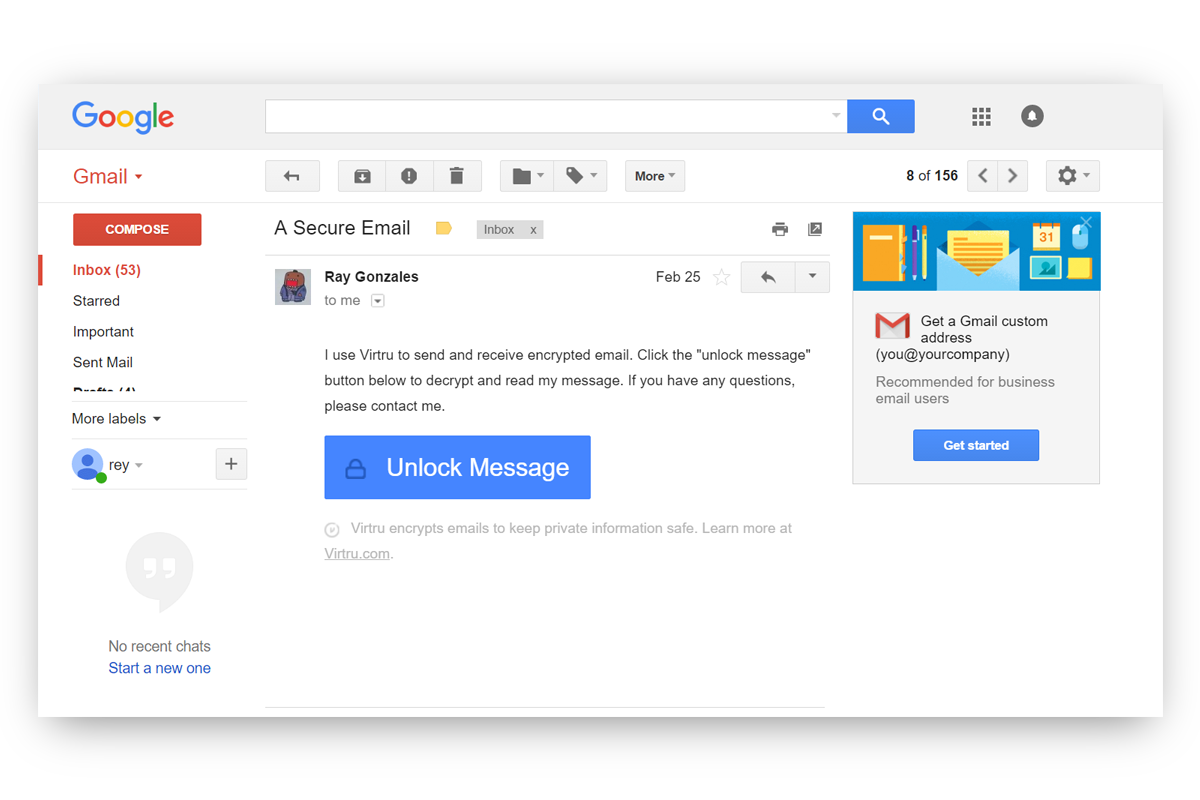 Google
Gmail
More
8 of 156
COMPOSE
Inbox (53)
Starred
Important
Sent Mail
Drafts (4)
More labels
rey
No recent chats
Start a new one
A Secure Email
Inbox x
Ray Gonzales
Feb 25
to me
I use Virtru to send and receive encrypted email. Click the "unlock message"
button below to decrypt and read my message. If you have any questions,
please contact me.
Unlock Message
Virtru encrypts emails to keep private information safe. Learn more at
Virtru.com.
31
Get a Gmail custom
address
(you@yourcompany)
Recommended for business
email users
Get started